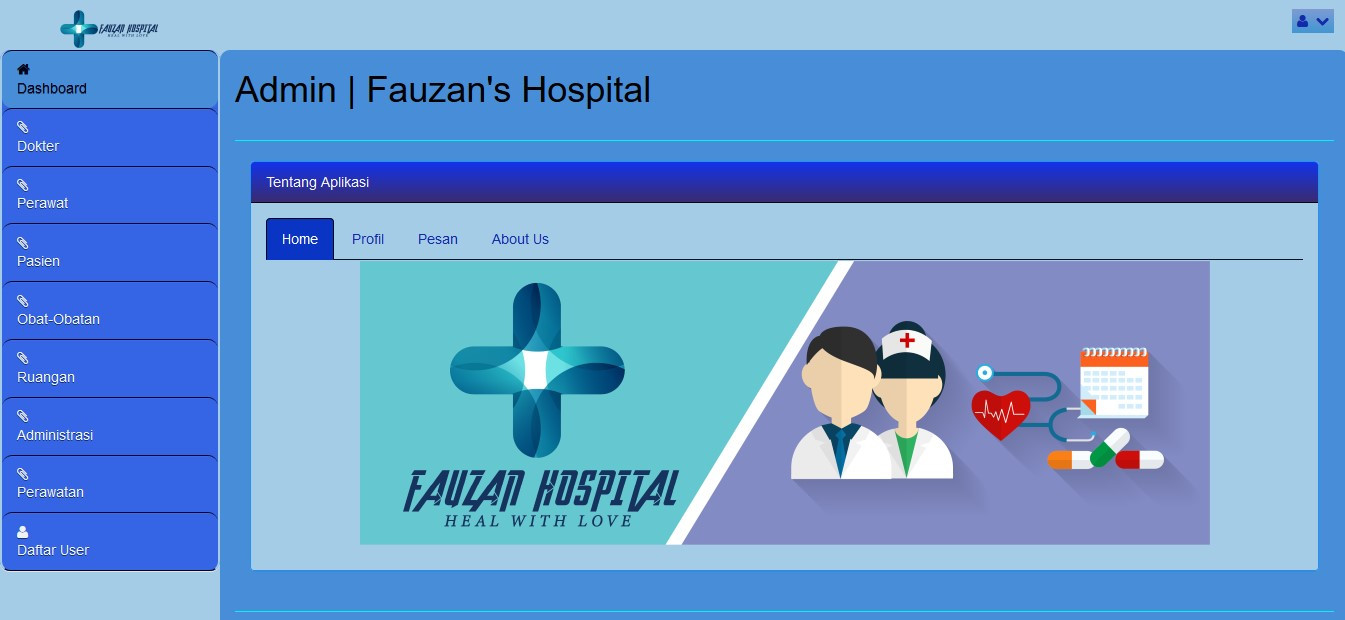 FAUZAN HOSPITAL
HEAL WITH LOVE
Dashboard
Dokter
Perawat
Pasien
Obat-Obatan
Ruangan
Administrasi
Perawatan
Daftar User
Admin | Fauzan's Hospital
Tentang Aplikasi
Home Profil Pesan About Us
FAUZAN HOSPITAL
HEAL WITH LOVE